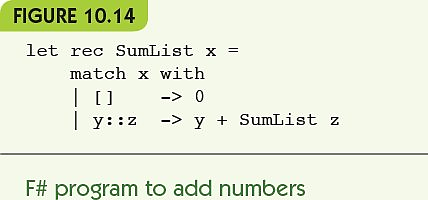 FIGURE 10.14
let rec SumList x =
    match x with
    | []    -> 0
    | y::z  -> y + SumList z
F# program to add numbers